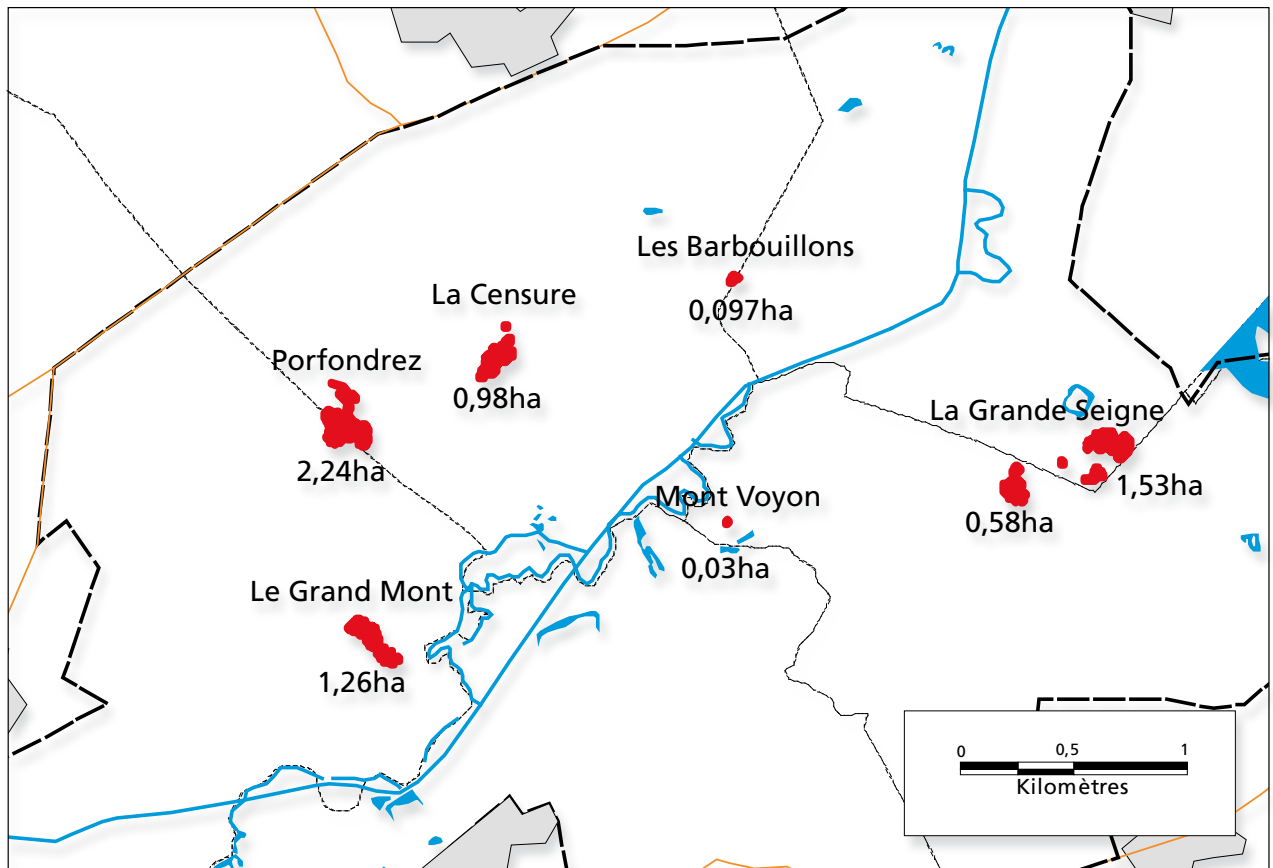 Les Barbouillons
0,097ha
La Censure
0,98ha
Porfondrez
2,24ha
La Grande Seigne
1,53ha
0,58ha
Mont Voyon
0,03ha
Le Grand Mont
1,26ha
0 0,5 1
Kilomètres